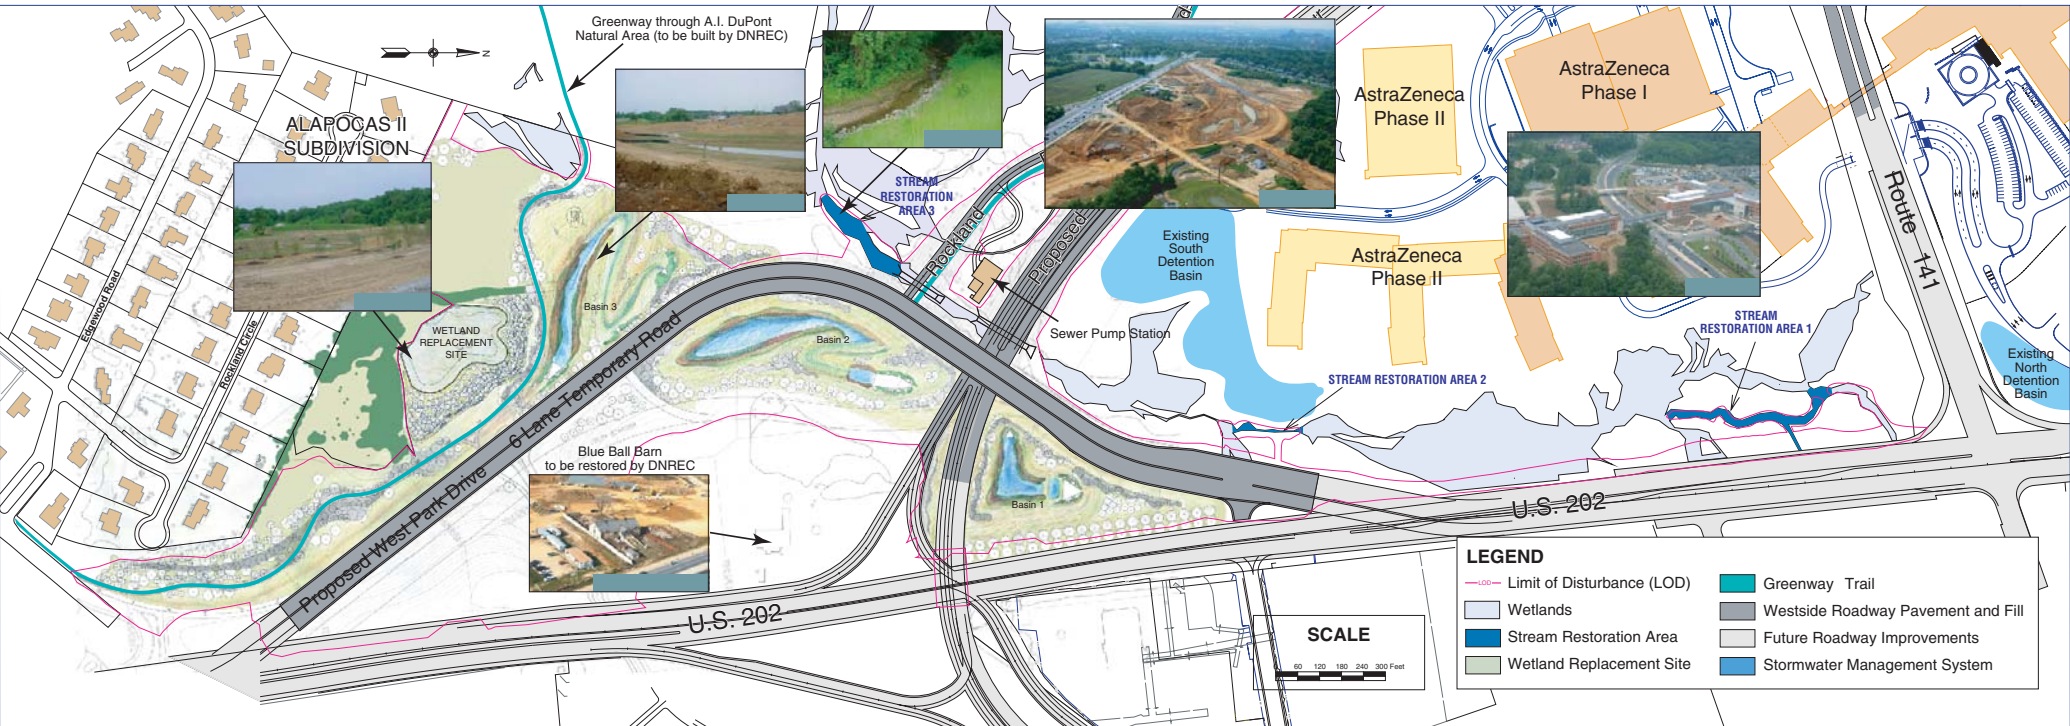 Greenway through A.I. DuPont
Natural Area (to be built by DNREC)
N
ALAPOCAS II
SUBDIVISION
STREAM
RESTORATION
AREA 3
Rockland
Proposed
AstraZeneca
Phase II
AstraZeneca
Phase I
Existing
South
Detention
Basin
AstraZeneca
Phase II
Route 141
Edgewood Road
Rockland Circle
WETLAND
REPLACEMENT
SITE
Basin 3
Basin 2
Sewer Pump Station
STREAM
RESTORATION AREA 1
STREAM RESTORATION AREA 2
Existing
North
Detention
Basin
Proposed West Park Drive
6 Lane Temporary Road
Blue Ball Barn
to be restored by DNREC
Basin 1
U.S. 202
U.S. 202
LEGEND
LOD
Limit of Disturbance (LOD)
Wetlands
Stream Restoration Area
Wetland Replacement Site
Greenway Trail
Westside Roadway Pavement and Fill
Future Roadway Improvements
Stormwater Management System
SCALE
60 120 180 240 300 Feet